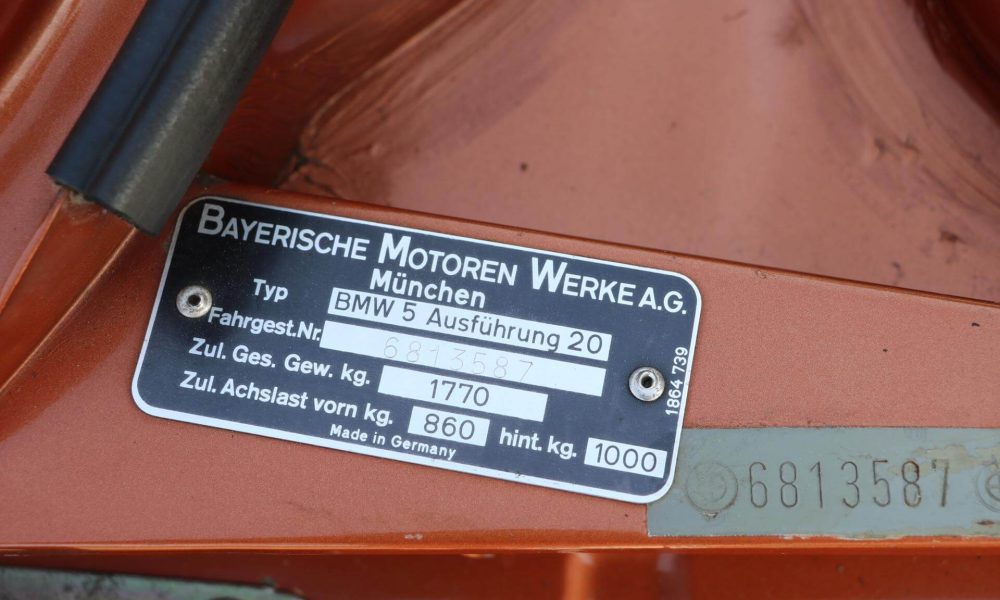 BAYERISCHE MOTOREN WERKE A.G.
München
Typ BMW 5 Ausführung 20
Fahrgest.Nr. 6813587
Zul. Ges. Gew. kg. 1770
Zul. Achslast vorn kg. 860 hint. kg. 1000
Made in Germany
1864 739
6813587